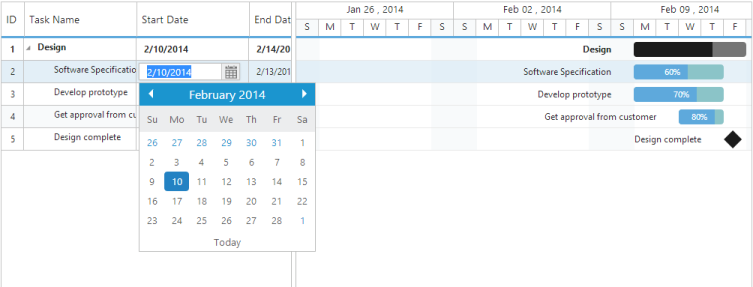 ID Task Name Start Date End Dat
Jan 26 , 2014 Feb 02 , 2014 Feb 09 , 2014
S M T W T F S S M T W T F S S M T W T F
1 Design 2/10/2014 2/14/20 Design
2 Software Specificatio 2/10/2014 2/13/201 Software Specification 60%
3 Develop prototype Develop prototype 70%
4 Get approval from cu Get approval from customer 80%
5 Design complete Design complete
February 2014
Su Mo Tu We Th Fr Sa
26 27 28 29 30 31 1
2 3 4 5 6 7 8
9 10 11 12 13 14 15
16 17 18 19 20 21 22
23 24 25 26 27 28 1
Today